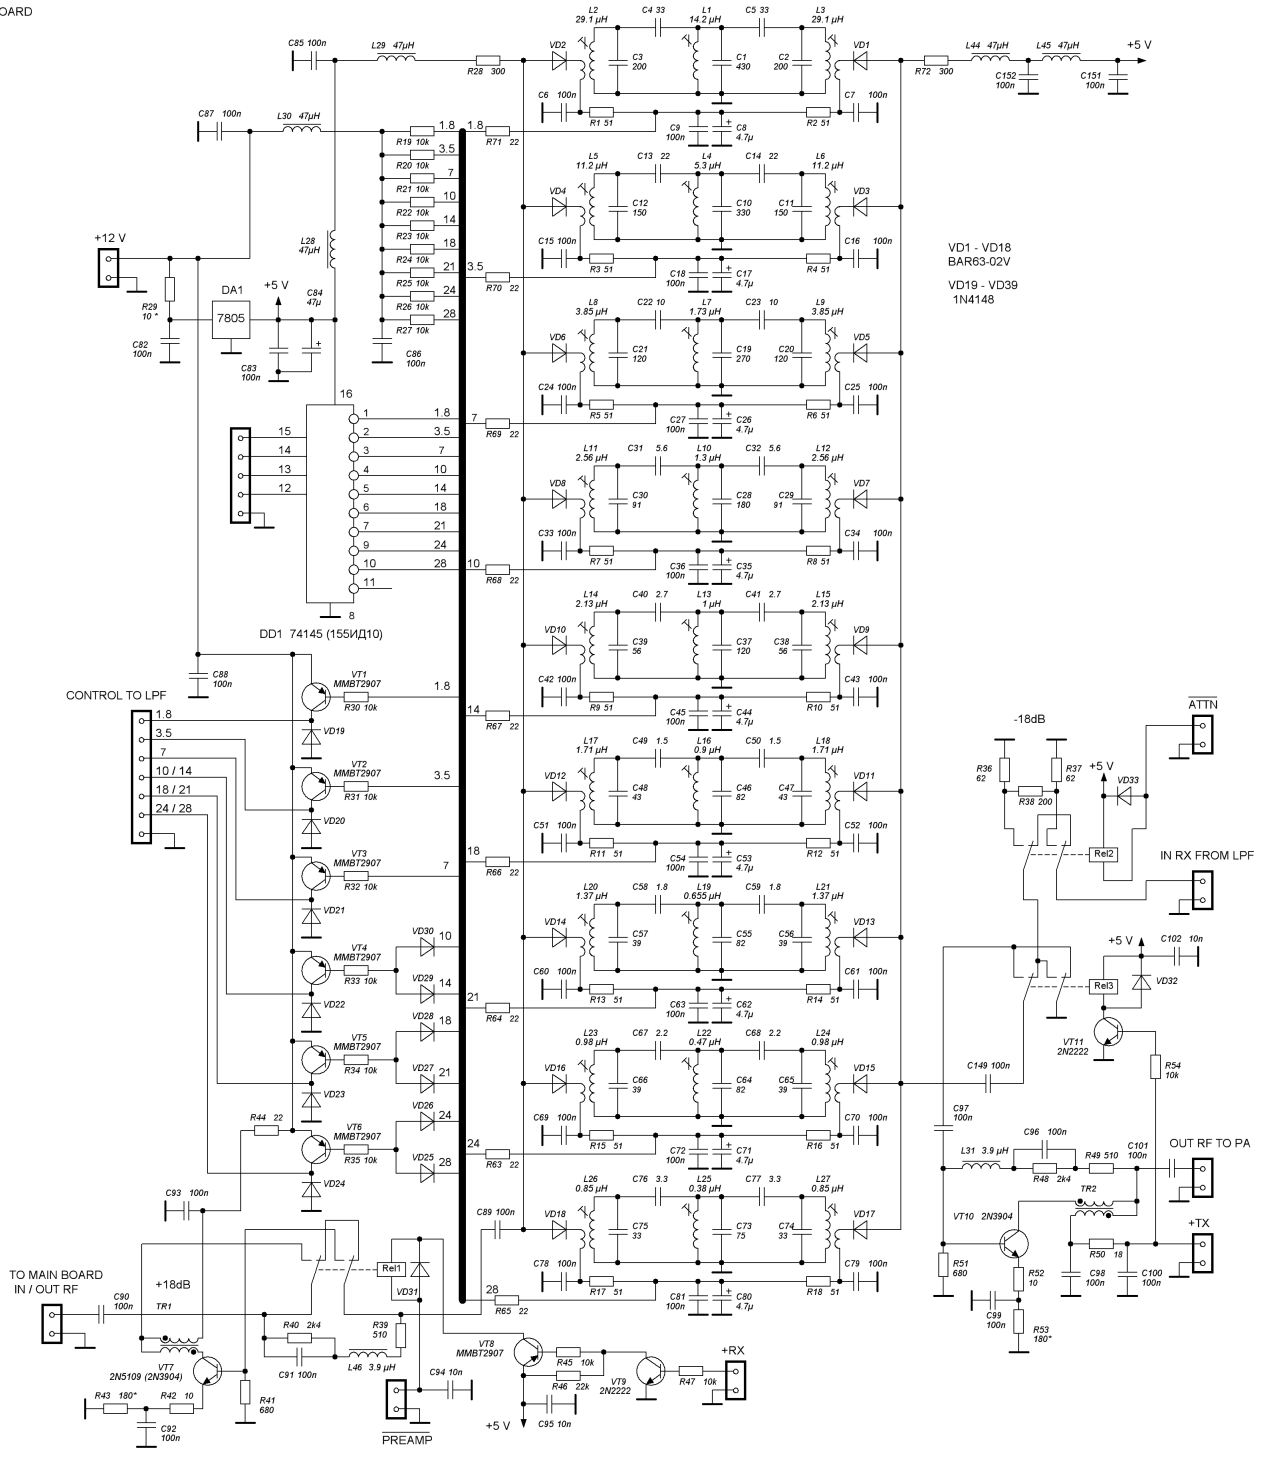 OARD
L2
29.1 µH
C4 33
L1
14.2 µH
C5 33
L3
29.1 µH
C85 100n
L29 47µH
R28 300
VD2
C3
200
C1
430
C2
200
VD1
R72 300
L44 47µH
L45 47µH
+5 V
C152
100n
C151
100n
C6 100n
R1 51
C9
100n
C8
4.7µ
R2 51
C7 100n
C87 100n
L30 47µH
R19 10k
1.8
R20 10k
3.5
R21 10k
7
R22 10k
10
R23 10k
14
R24 10k
18
R25 10k
21
R26 10k
24
R27 10k
28
C86
100n
1.8
R71 22
L5
11.2 µH
C13 22
L4
5.3 µH
C14 22
L6
11.2 µH
VD4
C12
150
C10
330
C11
150
VD3
C15 100n
R3 51
C18
100n
C17
4.7µ
R4 51
C16 100n
3.5
R70 22
VD1 - VD18
BAR63-02V
VD19 - VD39
1N4148
+12 V
L28
47µH
R29
10 *
DA1
7805
+5 V
C84
47µ
C82
100n
C83
100n
L8
3.85 µH
C22 10
L7
1.73 µH
C23 10
L9
3.85 µH
VD6
C21
120
C19
270
C20
120
VD5
C24 100n
R5 51
C27
100n
C26
4.7µ
R6 51
C25 100n
7
R69 22
16
15
14
13
12
1
2
3
4
5
6
7
9
10
11
8
1.8
3.5
7
10
14
18
21
24
28
DD1 74145 (155ИД10)
L11
2.56 µH
C31 5.6
L10
1.3 µH
C32 5.6
L12
2.56 µH
VD8
C30
91
C28
180
C29
91
VD7
C33 100n
R7 51
C36
100n
C35
4.7µ
R8 51
C34 100n
10
R68 22
L14
2.13 µH
C40 2.7
L13
1 µH
C41 2.7
L15
2.13 µH
VD10
C39
56
C37
120
C38
56
VD9
C42 100n
R9 51
C45
100n
C44
4.7µ
R10 51
C43 100n
14
R67 22
C88
100n
CONTROL TO LPF
1.8
3.5
7
10 / 14
18 / 21
24 / 28
VT1
MMBT2907
R30 10k
1.8
VD19
VT2
MMBT2907
R31 10k
3.5
VD20
VT3
MMBT2907
R32 10k
7
VD21
VT4
MMBT2907
R33 10k
VD30
10
VD29
14
VD22
VT5
MMBT2907
R34 10k
VD28
18
VD27
21
VD23
VT6
MMBT2907
R35 10k
VD26
24
VD25
28
VD24
R44 22
C93 100n
L17
1.71 µH
C49 1.5
L16
0.9 µH
C50 1.5
L18
1.71 µH
VD12
C48
43
C46
82
C47
43
VD11
C51 100n
R11 51
C54
100n
C53
4.7µ
R12 51
C52 100n
18
R66 22
ATTN
-18dB
R36
62
R37
62
R38 200
+5 V
VD33
Rel2
IN RX FROM LPF
L20
1.37 µH
C58 1.8
L19
0.655 µH
C59 1.8
L21
1.37 µH
VD14
C57
39
C55
82
C56
39
VD13
C60 100n
R13 51
C63
100n
C62
4.7µ
R14 51
C61 100n
21
R64 22
+5 V
C102 10n
Rel3
VD32
VT11
2N2222
R54
10k
L23
0.98 µH
C67 2.2
L22
0.47 µH
C68 2.2
L24
0.98 µH
VD16
C66
39
C64
82
C65
39
VD15
C149 100n
C69 100n
R15 51
C72
100n
C71
4.7µ
R16 51
C70 100n
24
R63 22
C97
100n
C96 100n
L31 3.9 µH
R48
2k4
R49 510
C101
100n
OUT RF TO PA
TR2
VT10 2N3904
+TX
R50 18
R51
680
R52
10
C98
100n
C100
100n
C99
100n
R53
180*
L26
0.85 µH
C76 3.3
L25
0.38 µH
C77 3.3
L27
0.85 µH
C89 100n
VD18
C75
33
C73
75
C74
33
VD17
C78 100n
R17 51
C81
100n
C80
4.7µ
R18 51
C79 100n
28
R65 22
Rel1
VD31
TO MAIN BOARD
IN / OUT RF
C90
100n
+18dB
TR1
R40 2k4
C91 100n
R39
510
L46 3.9 µH
VT7
2N5109 (2N3904)
R43 180*
R42 10
R41
680
C92
100n
C94 10n
PREAMP
VT8
MMBT2907
R45 10k
R46 22k
VT9
2N2222
R47 10k
+RX
+5 V
C95 10n